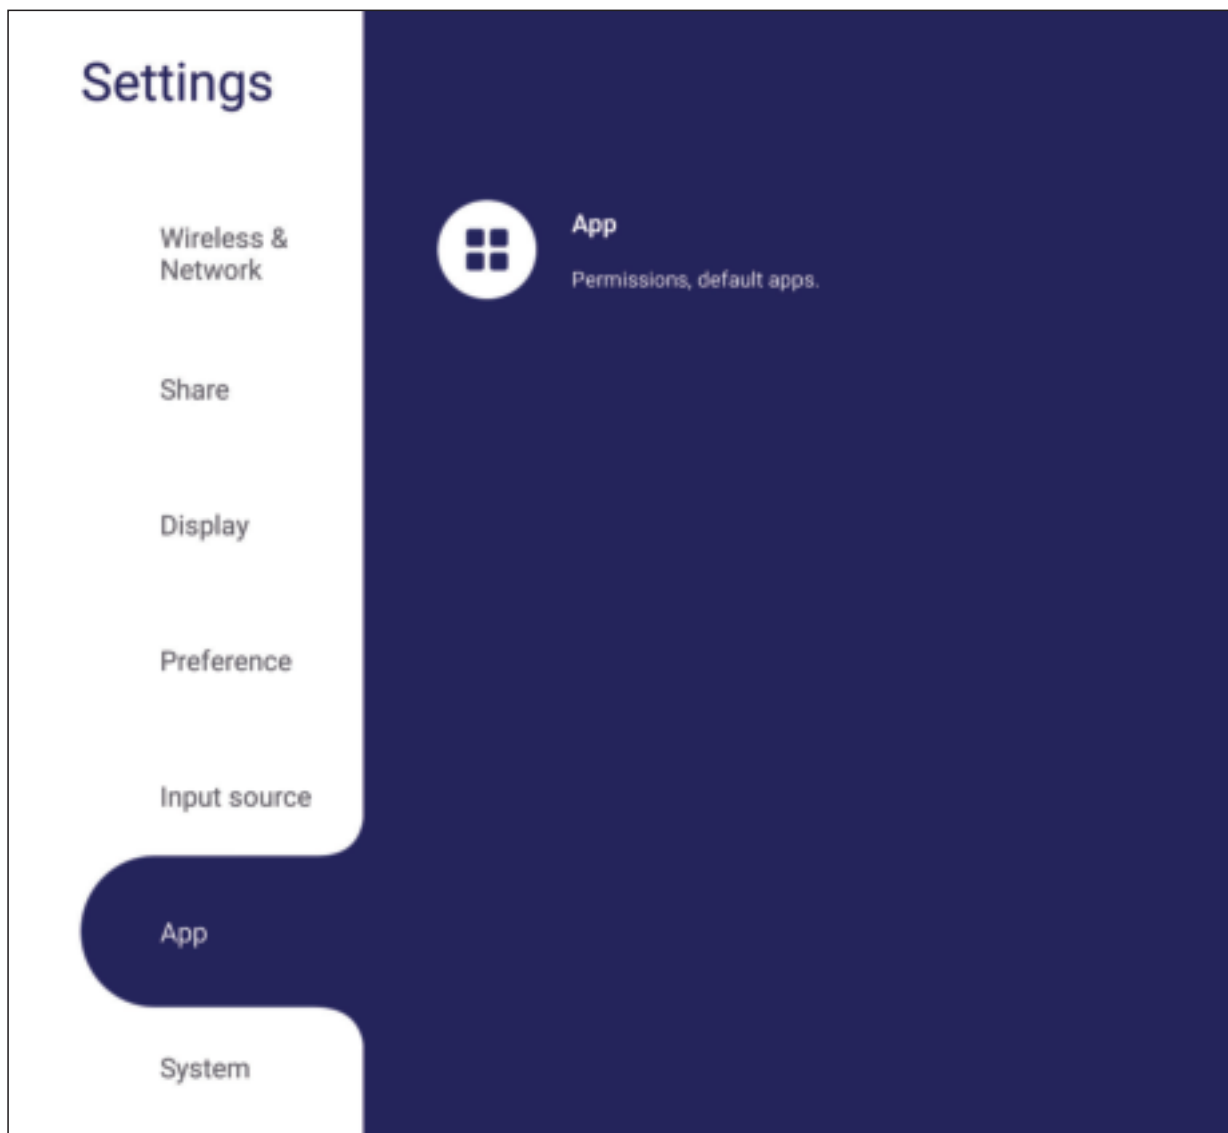 Settings
Wireless &
Network
Share
Display
Preference
Input source
App
System
App
Permissions, default apps.